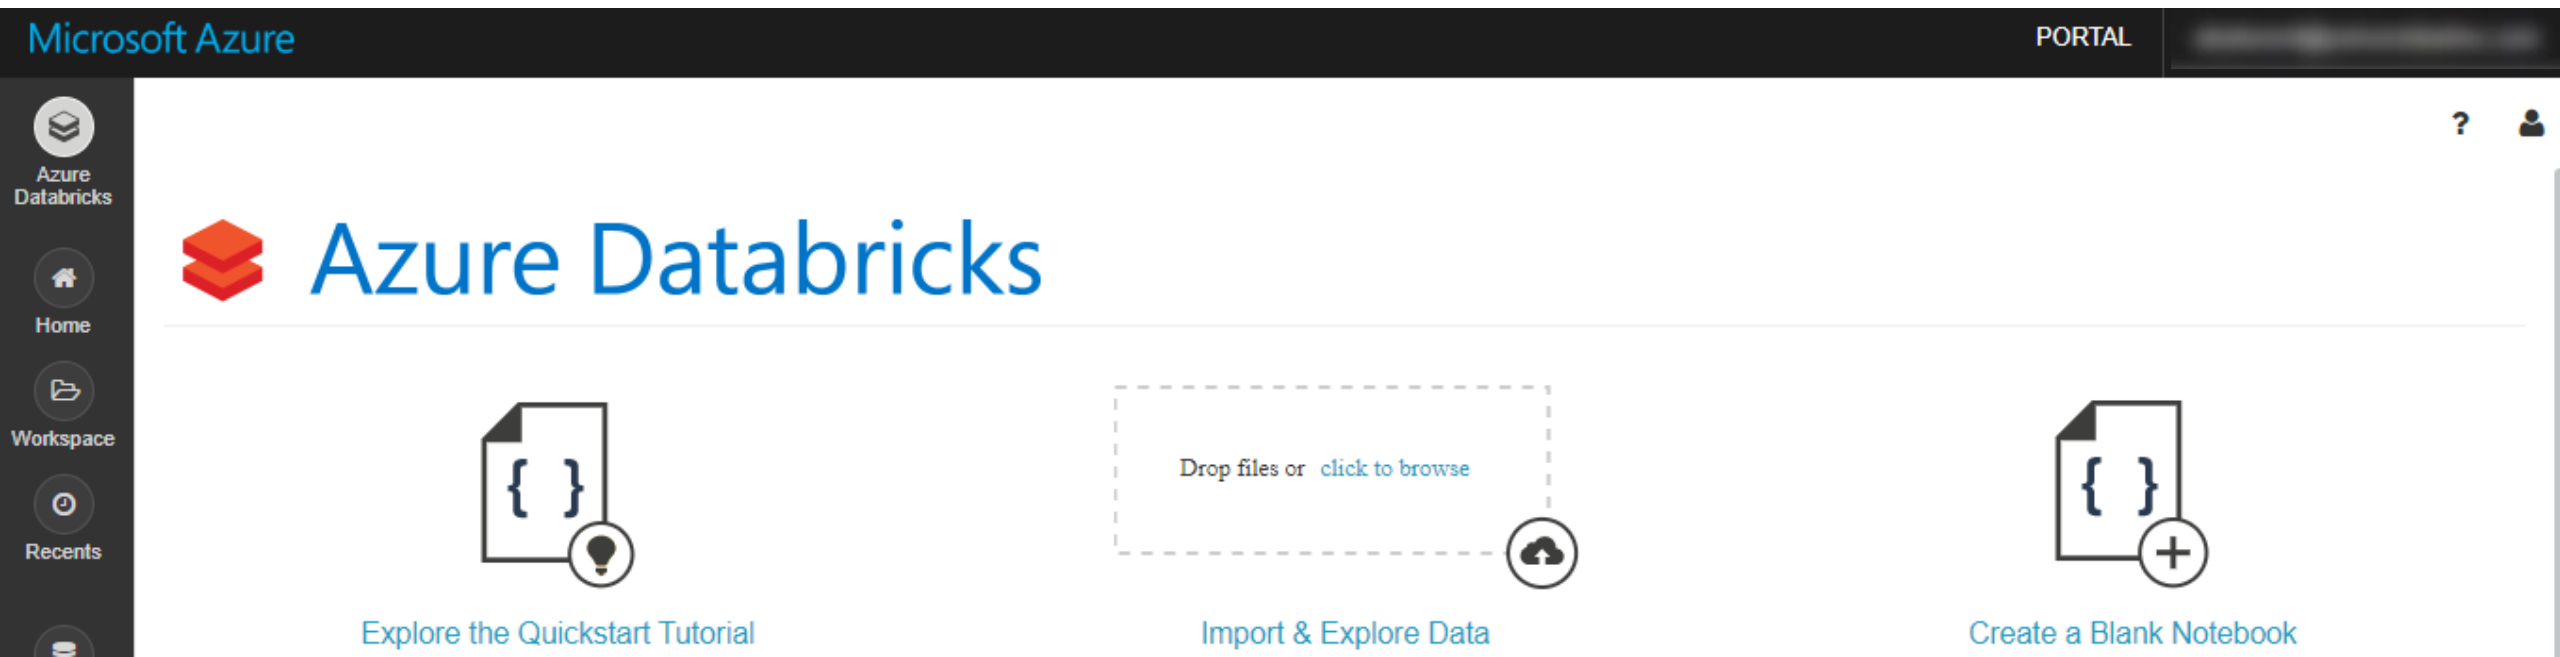 Microsoft Azure
PORTAL
?
Azure
Databricks
Azure Databricks
Home
Workspace
Recents
{ }
Drop files or click to browse
{ }
Explore the Quickstart Tutorial
Import & Explore Data
Create a Blank Notebook